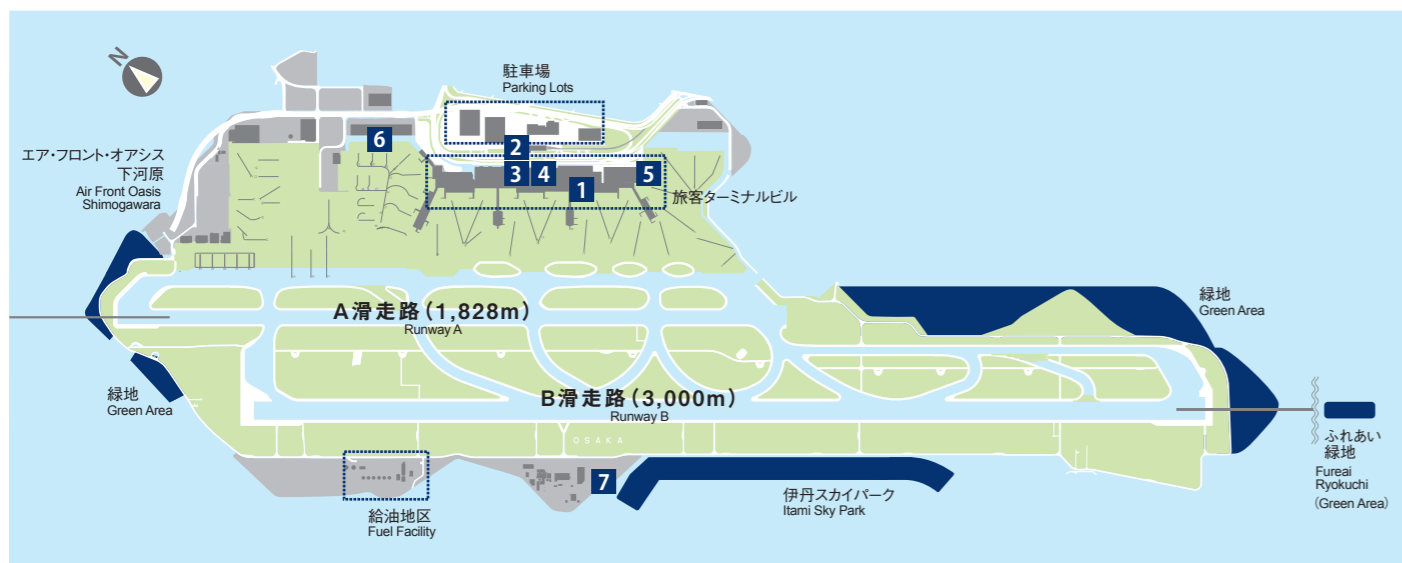 N
駐車場
Parking Lots
6
2
3
4
5
1
旅客ターミナルビル
エア・フロント・オアシス
下河原
Air Front Oasis
Shimogawara
A滑走路（1,828m）
Runway A
緑地
Green Area
緑地
Green Area
B滑走路（3,000m）
Runway B
OSAKA
ふれあい
緑地
Fureai
Ryokuchi
（Green Area）
7
給油地区
Fuel Facility
伊丹スカイパーク
Itami Sky Park